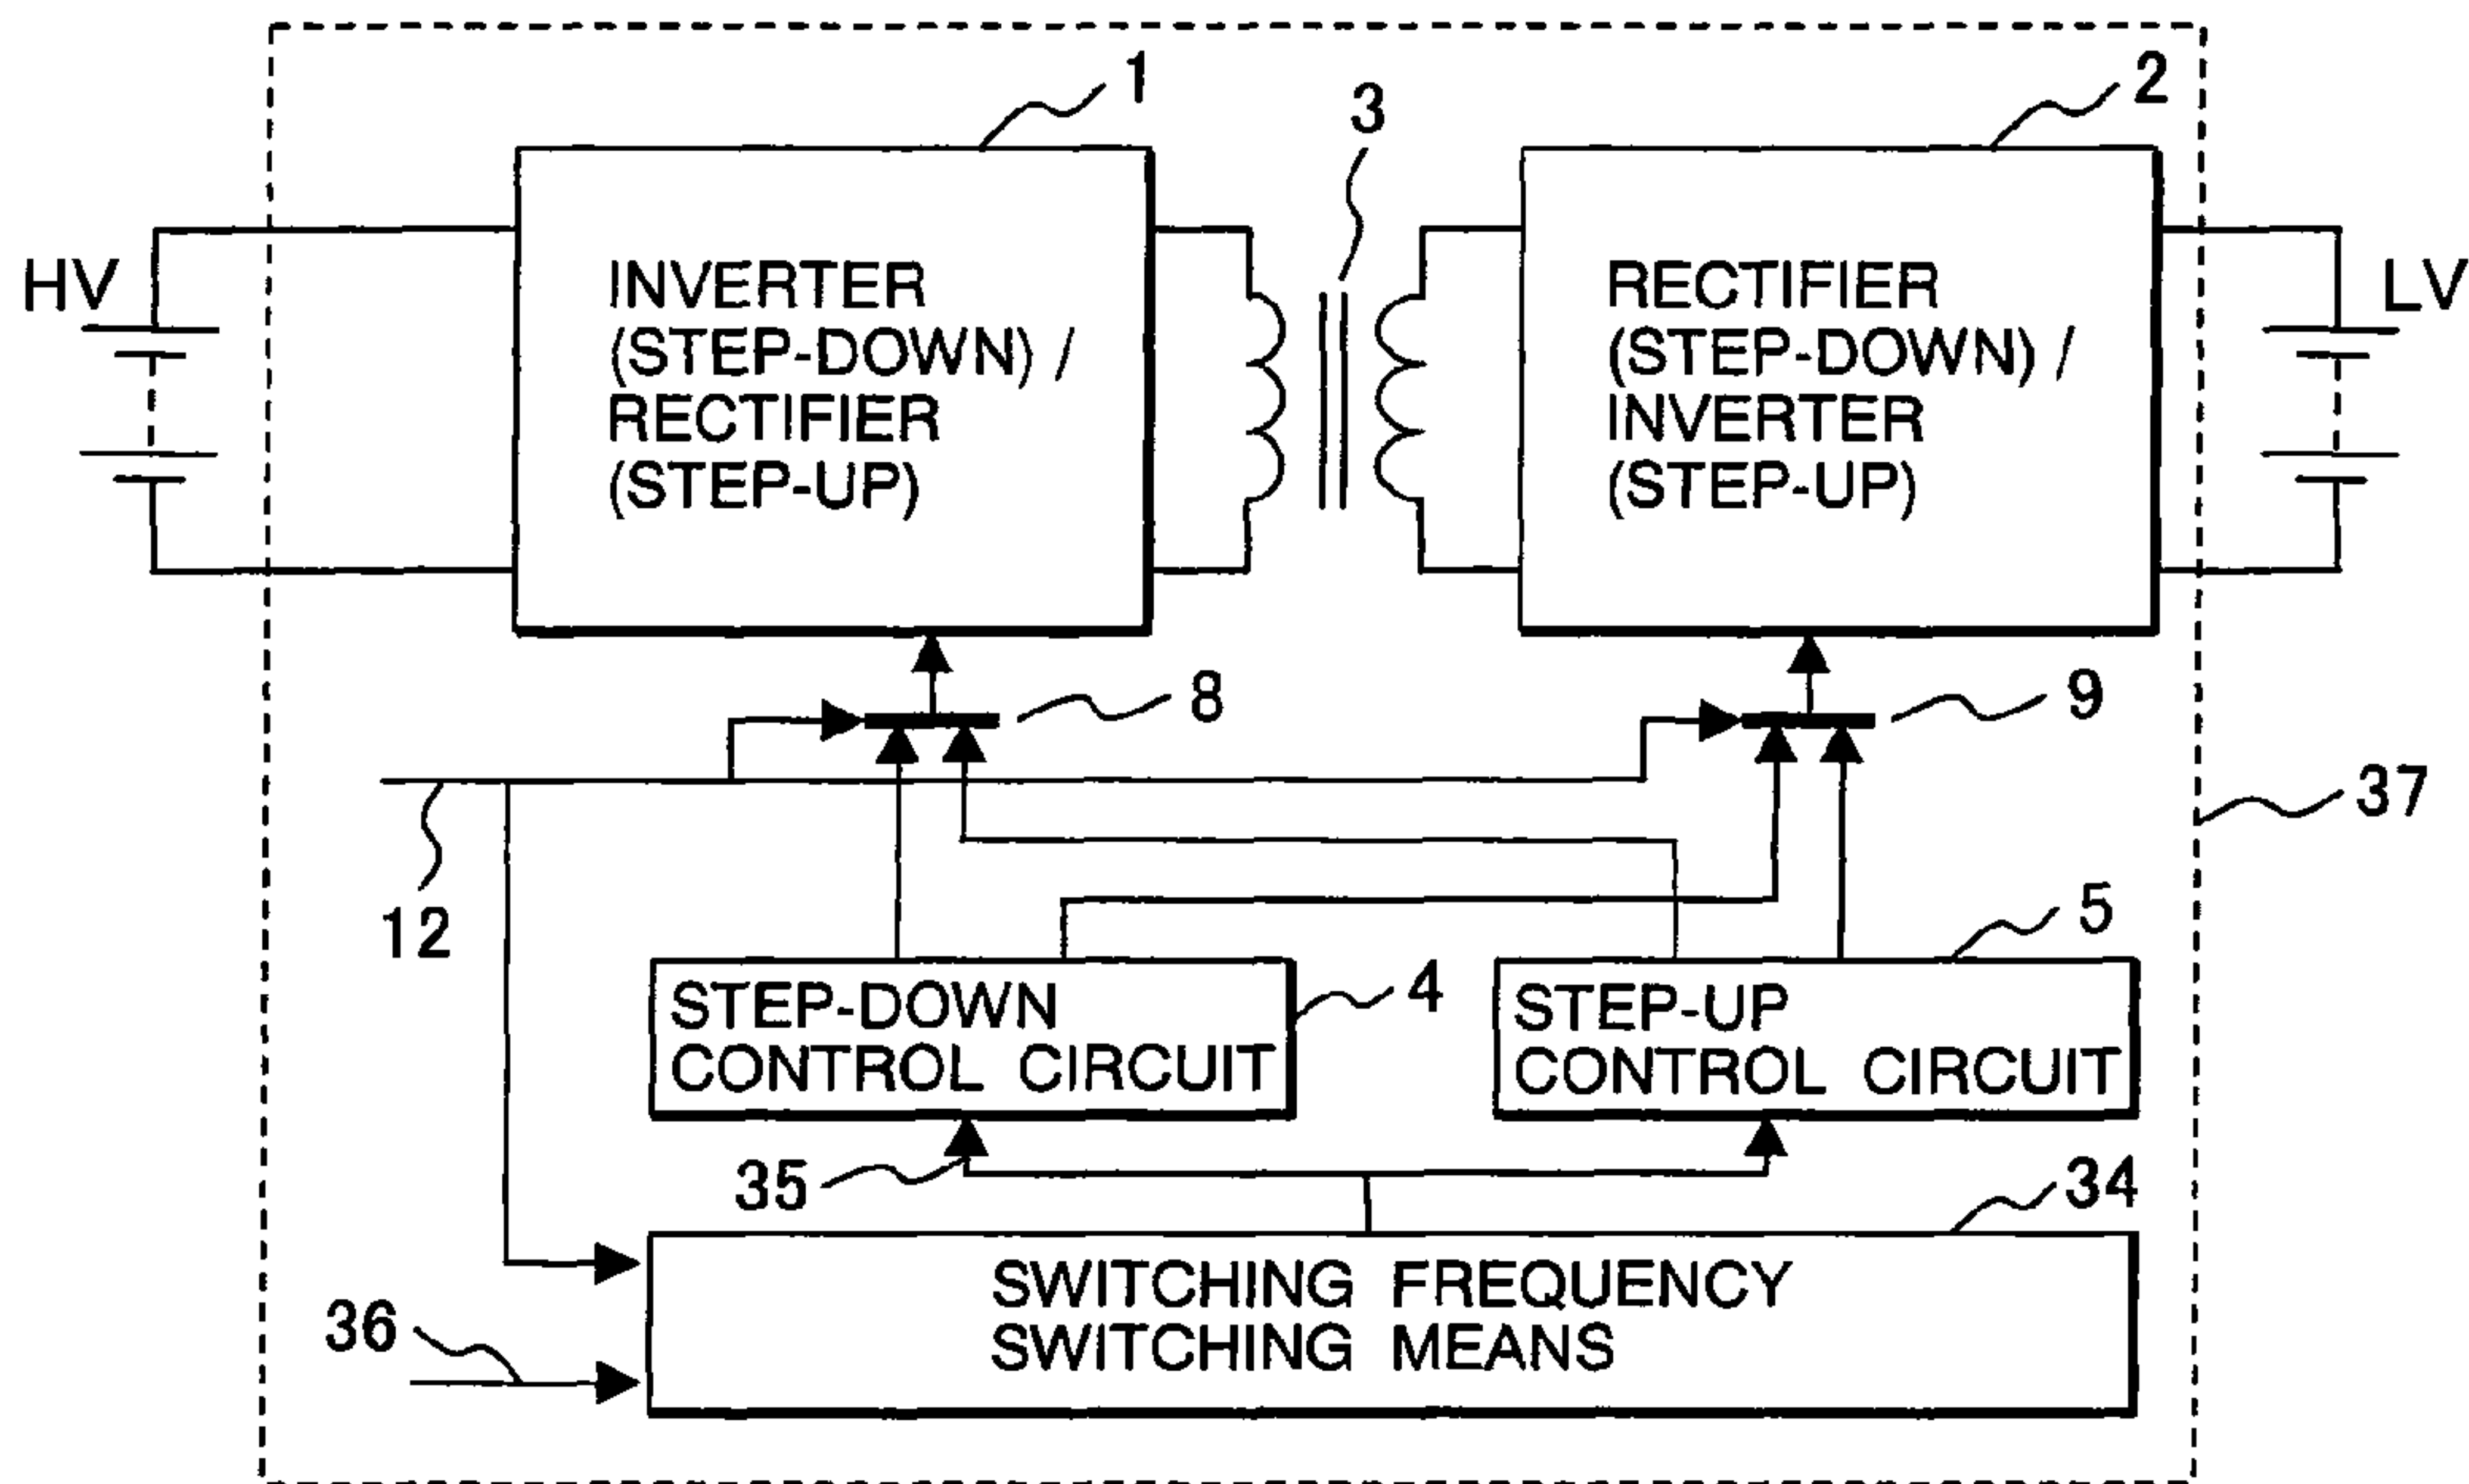 1
2
3
HV
INVERTER
(STEP-DOWN) /
RECTIFIER
(STEP-UP)
RECTIFIER
(STEP-DOWN) /
INVERTER
(STEP-UP)
LV
8
9
37
12
5
4
STEP-DOWN
CONTROL CIRCUIT
STEP-UP
CONTROL CIRCUIT
35
34
36
SWITCHING FREQUENCY
SWITCHING MEANS